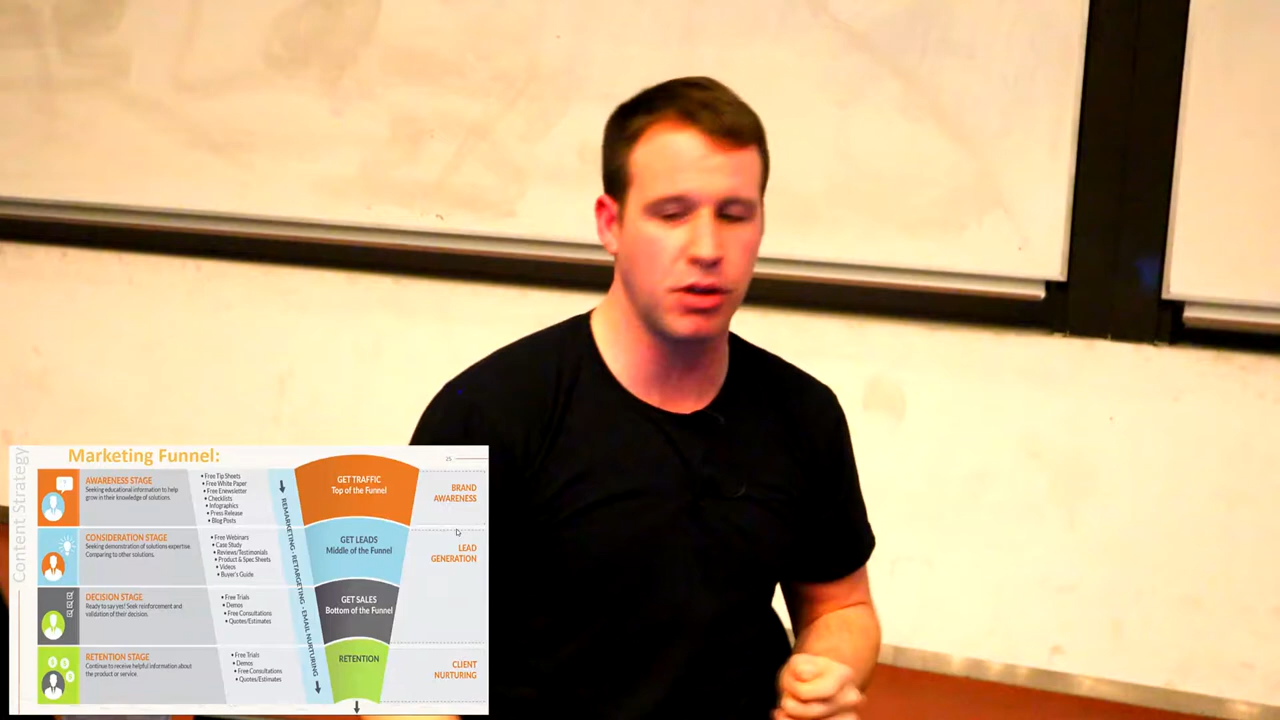 Content Strategy
Marketing Funnel:
25
AWARENESS STAGE
Seeking educational information to help
grow in their knowledge of solutions.
• Free Tip Sheets
• Free White Paper
• Free Enewsletter
• Checklists
• Infographics
• Press Release
• Blog Posts
GET TRAFFIC
Top of the Funnel
BRAND
AWARENESS
CONSIDERATION STAGE
Seeking demonstration of solutions expertise.
Comparing to other solutions.
• Free Webinars
• Case Study
• Reviews/Testimonials
• Product & Spec Sheets
• Videos
• Buyer's Guide
GET LEADS
Middle of the Funnel
LEAD
GENERATION
DECISION STAGE
Ready to say yes! Seek reinforcement and
validation of their decision.
• Free Trials
• Demos
• Free Consultations
• Quotes/Estimates
GET SALES
Bottom of the Funnel
RETENTION STAGE
Continue to receive helpful information about
the product or service.
• Free Trials
• Demos
• Free Consultations
• Quotes/Estimates
RETENTION
CLIENT
NURTURING
REMARKETING - RETARGETING - EMAIL NURTURING